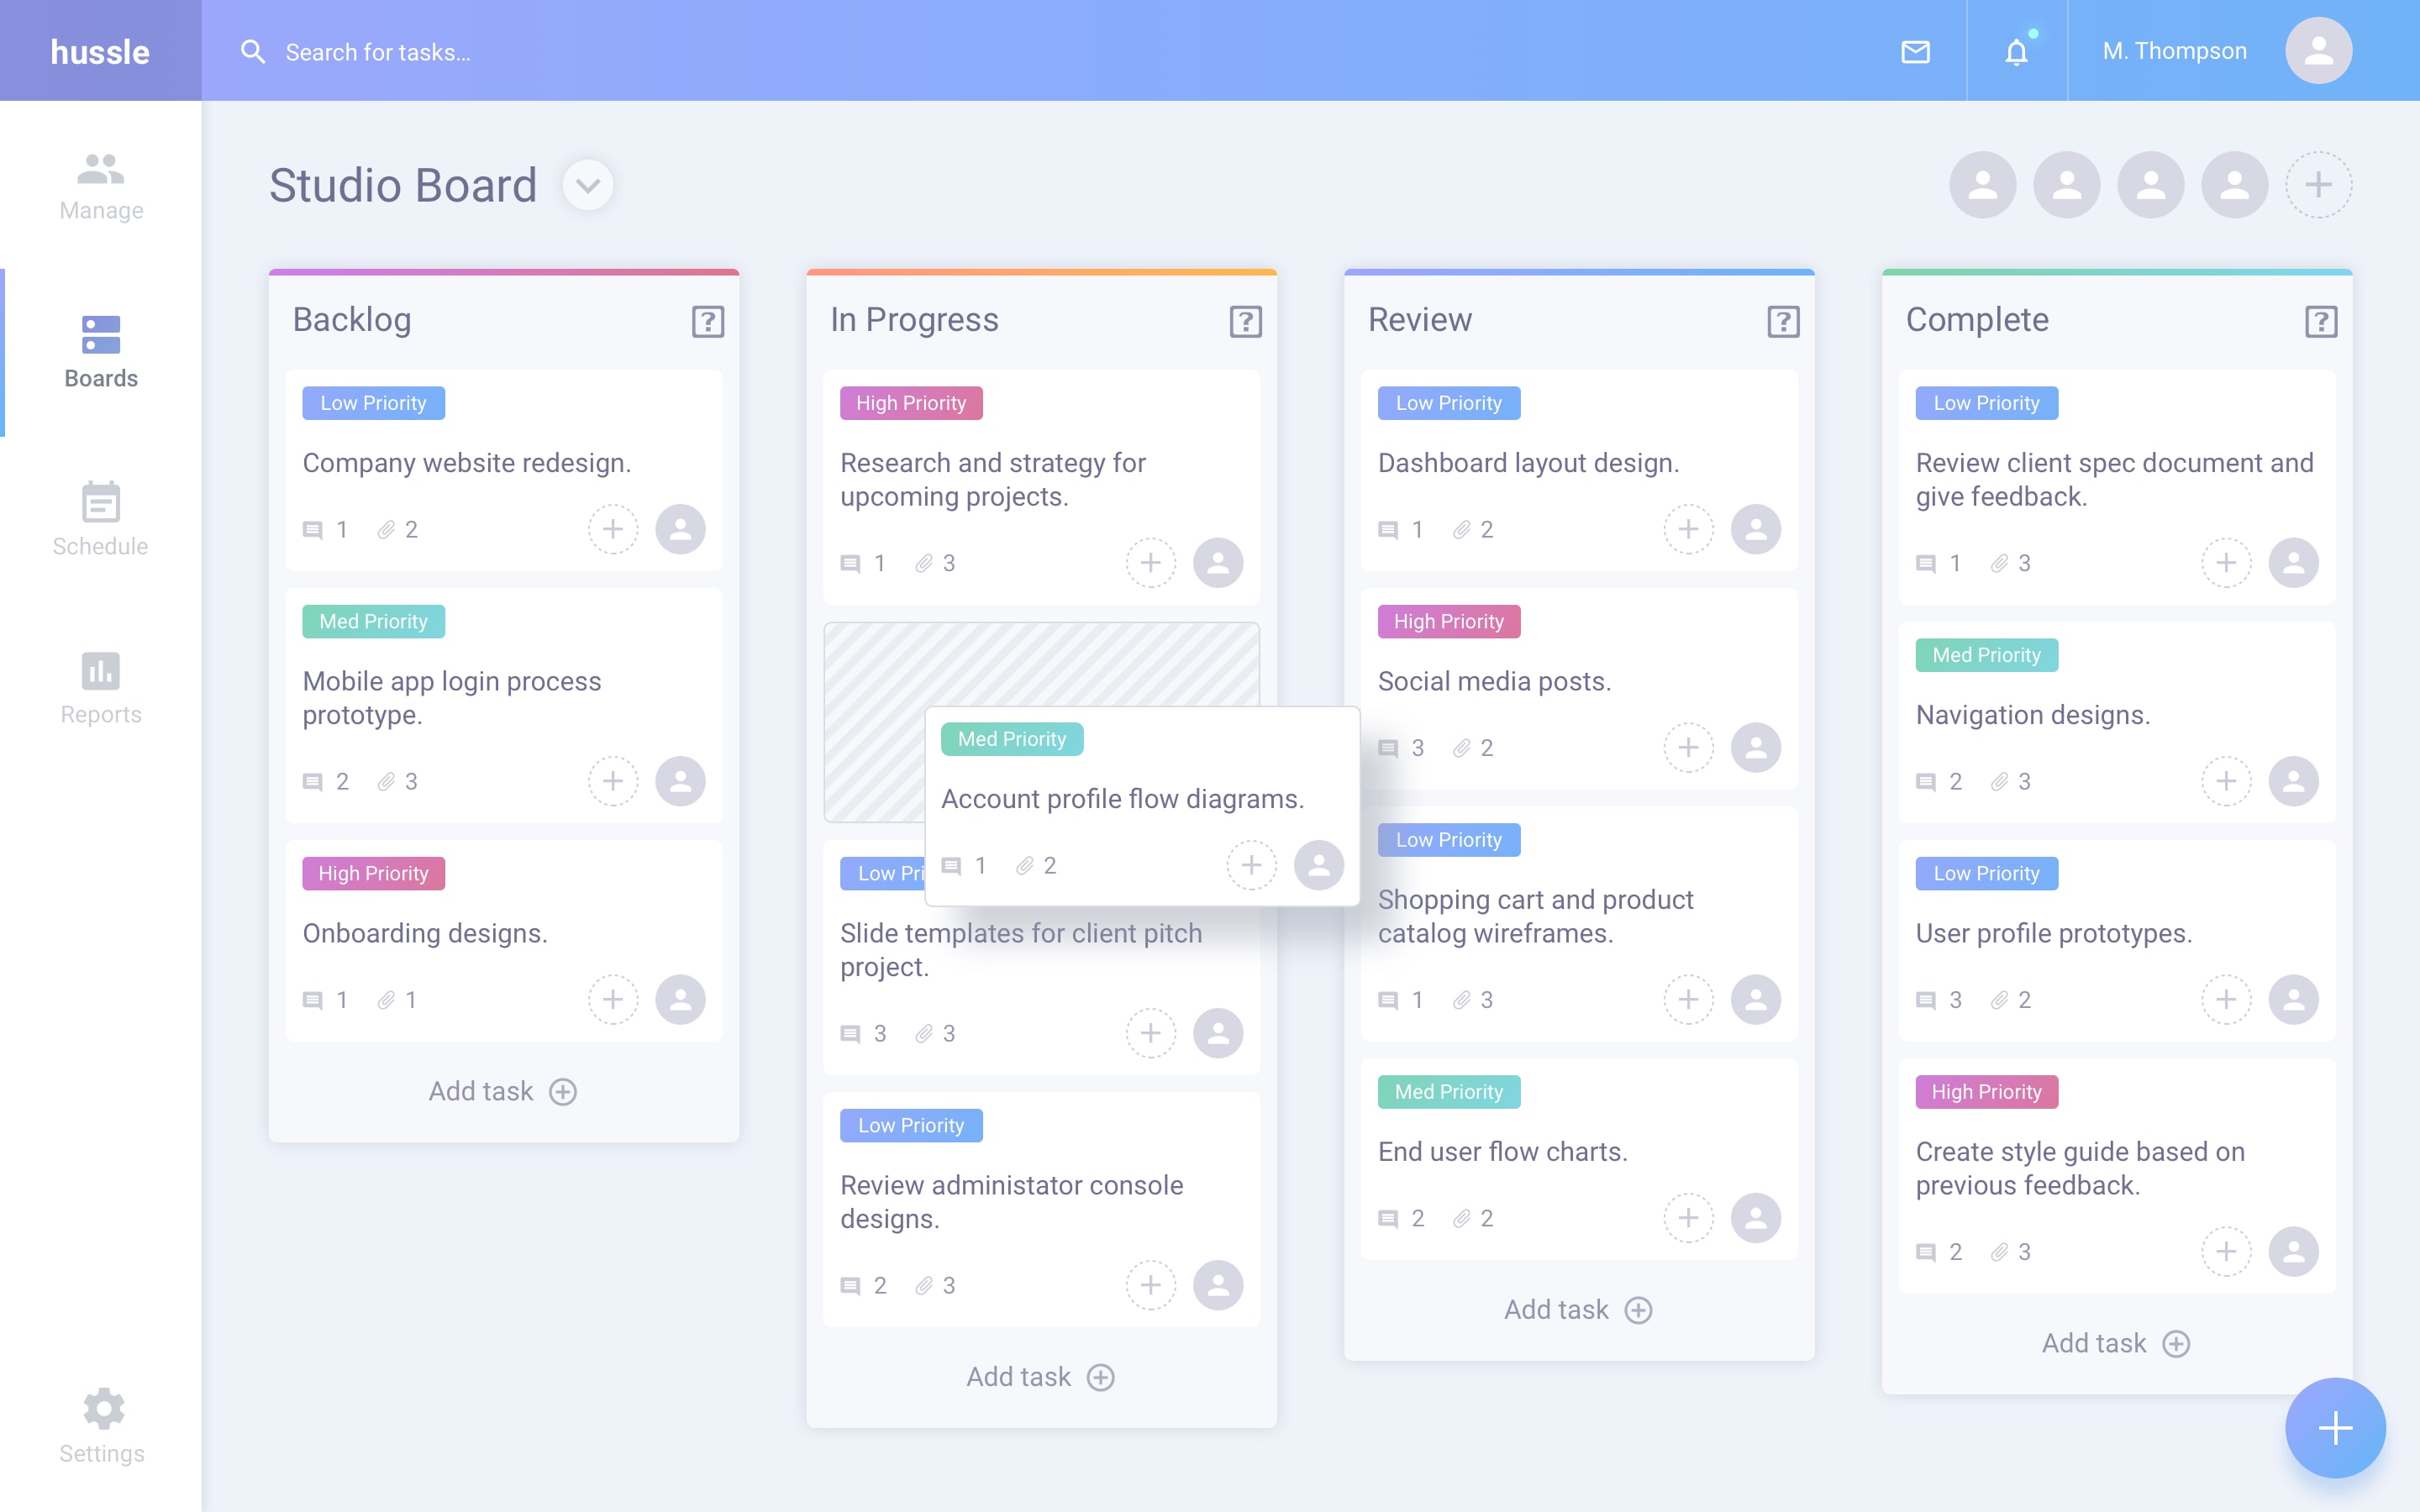 hussle
Search for tasks...
M. Thompson
Manage
Boards
Schedule
Reports
Settings
Studio Board
Backlog
?
Low Priority
Company website redesign.
1 2
Med Priority
Mobile app login process
prototype.
2 3
High Priority
Onboarding designs.
1 1
Add task
In Progress
?
High Priority
Research and strategy for
upcoming projects.
1 3
Med Priority
Account profile flow diagrams.
1 2
Low Pri
Slide templates for client pitch
project.
3 3
Low Priority
Review administator console
designs.
2 3
Add task
Review
?
Low Priority
Dashboard layout design.
1 2
High Priority
Social media posts.
3 2
Low Priority
Shopping cart and product
catalog wireframes.
1 3
Med Priority
End user flow charts.
2 2
Add task
Complete
?
Low Priority
Review client spec document and
give feedback.
1 3
Med Priority
Navigation designs.
2 3
Low Priority
User profile prototypes.
3 2
High Priority
Create style guide based on
previous feedback.
2 3
Add task